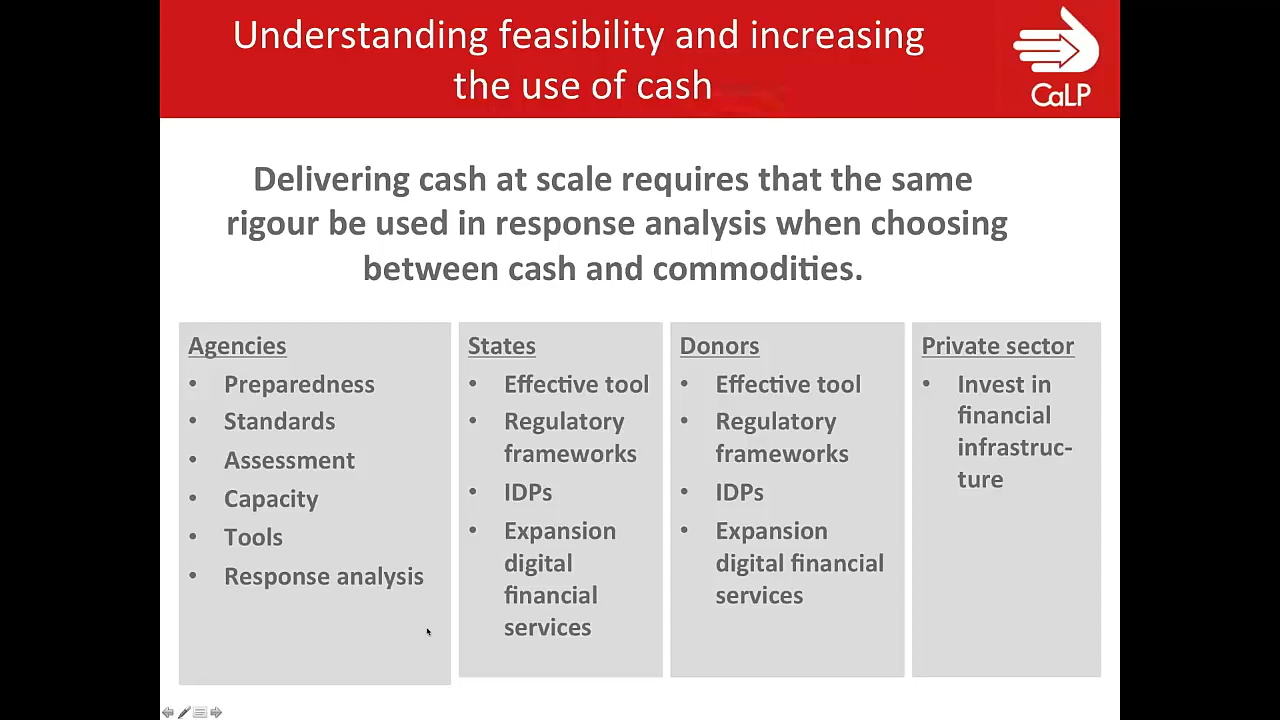 Understanding feasibility and increasing
the use of cash
CaLP
Delivering cash at scale requires that the same
rigour be used in response analysis when choosing
between cash and commodities.
Agencies
• Preparedness
• Standards
• Assessment
• Capacity
• Tools
• Response analysis
States
• Effective tool
• Regulatory
frameworks
• IDPs
• Expansion
digital
financial
services
Donors
• Effective tool
• Regulatory
frameworks
• IDPs
• Expansion
digital financial
services
Private sector
• Invest in
financial
infrastruc-
ture